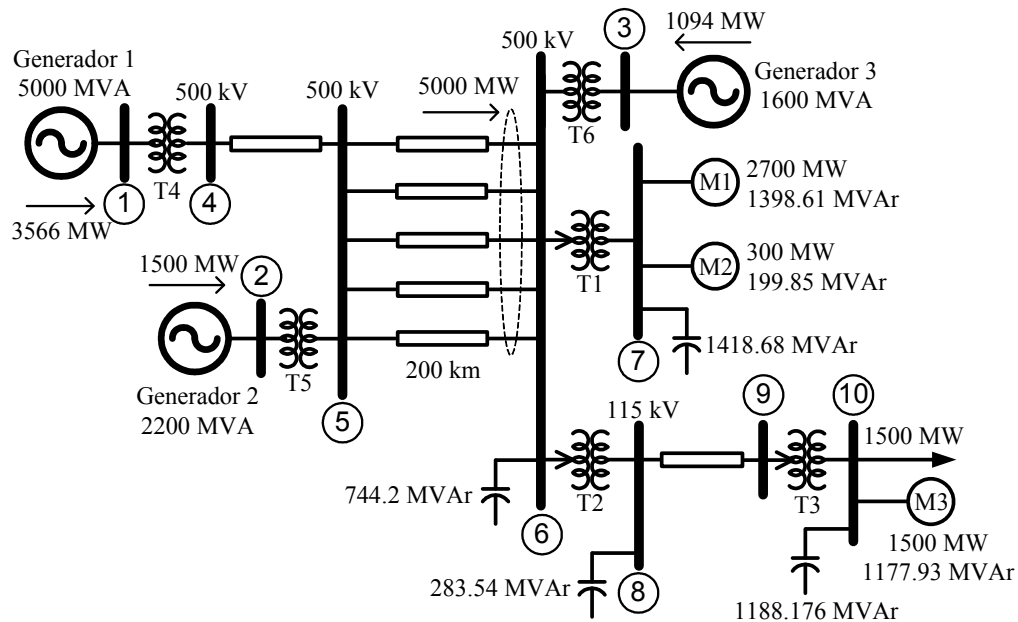 Generador 1
5000 MVA
3566 MW
1
T4
500 kV
4
1500 MW
2
T5
Generador 2
2200 MVA
500 kV
5
5000 MW
200 km
500 kV
6
744.2 MVAr
T6
3
1094 MW
Generador 3
1600 MVA
T1
7
M1
2700 MW
1398.61 MVAr
M2
300 MW
199.85 MVAr
1418.68 MVAr
T2
115 kV
8
283.54 MVAr
9
T3
10
1500 MW
M3
1500 MW
1177.93 MVAr
1188.176 MVAr